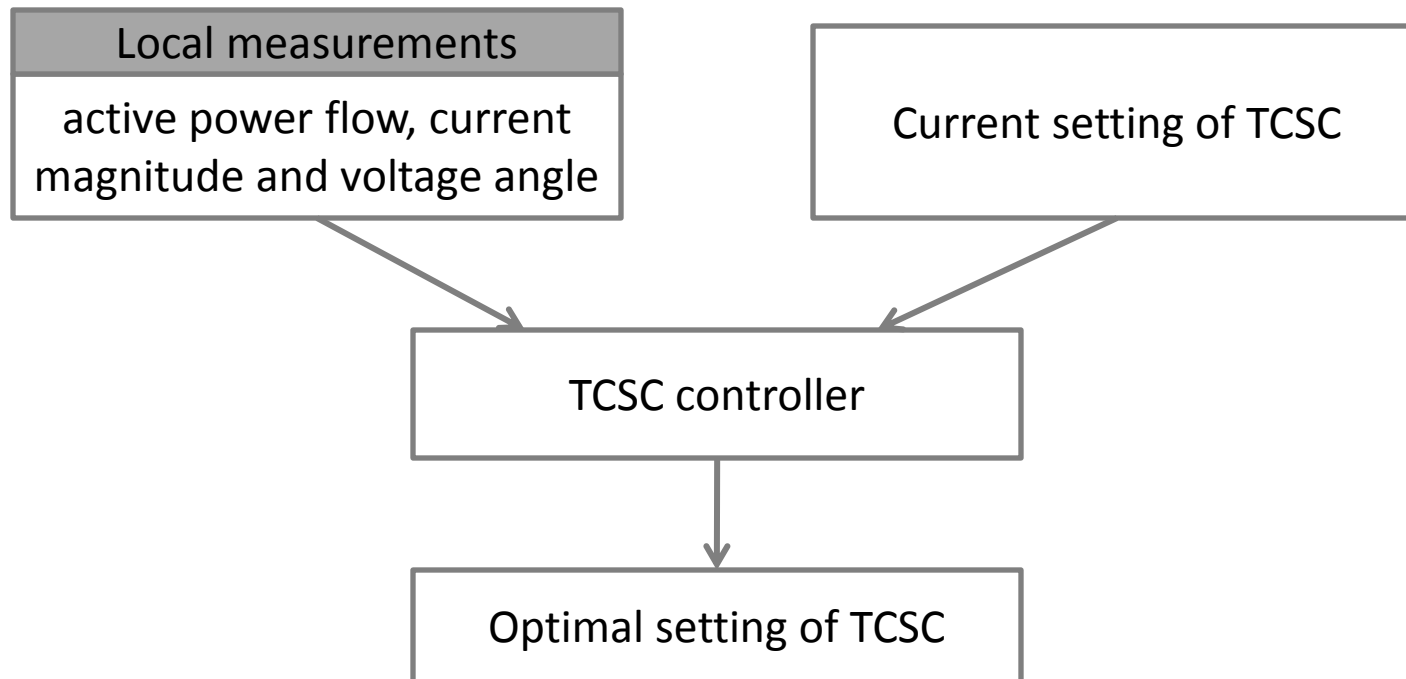 Local measurements
active power flow, current
magnitude and voltage angle
Current setting of TCSC
TCSC controller
Optimal setting of TCSC